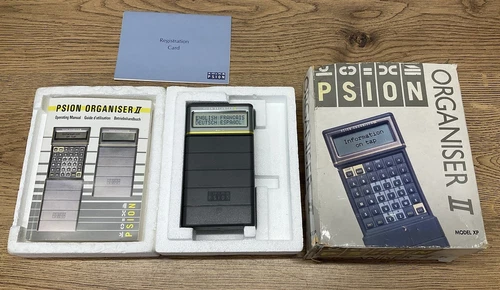 Registration
Card
PSION
PSION ORGANISER II
Operating Manual Guide d'utilisation Betriebshandbuch
PSION
ENGLISH FRANCAIS
DEUTSCH ESPANOL
PSION
ORGANISER II
Information
on tap
MODEL XP